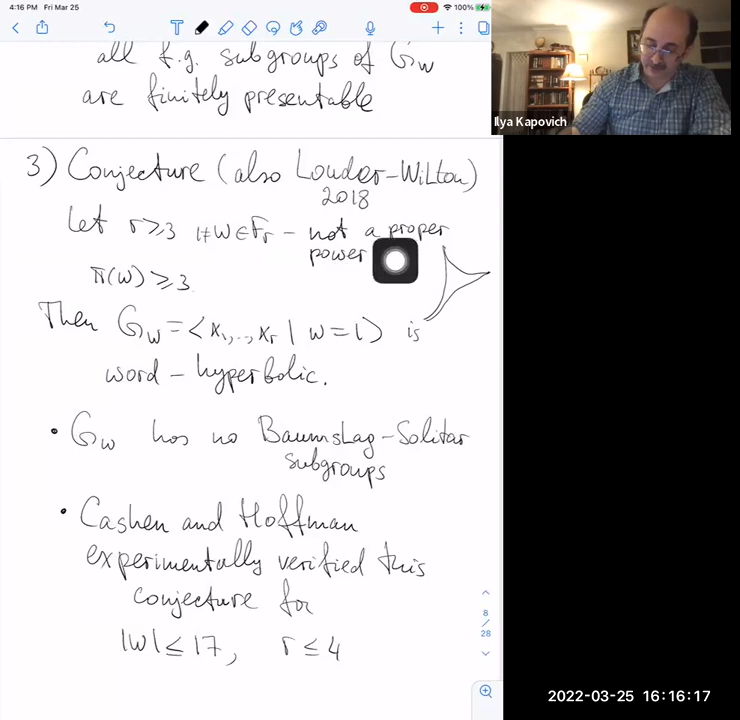 4:16 PM Fri Mar 25
100%
all f.g. subgroups of G_w
are finitely presentable
Ilya Kapovich
3) Conjecture (also Louder-Wilton)
2018
Let r≥3 1≠w∈F_r - not a proper
power
π(w) ≥ 3
Then G_w = <x_1, .., x_r | w=1> is
word-hyperbolic.
• G_w has no Baumslag-Solitar
subgroups
• Cashen and Hoffman
experimentally verified this
conjecture for
|w| ≤ 17, r ≤ 4
8
/
28
2022-03-25 16:16:17